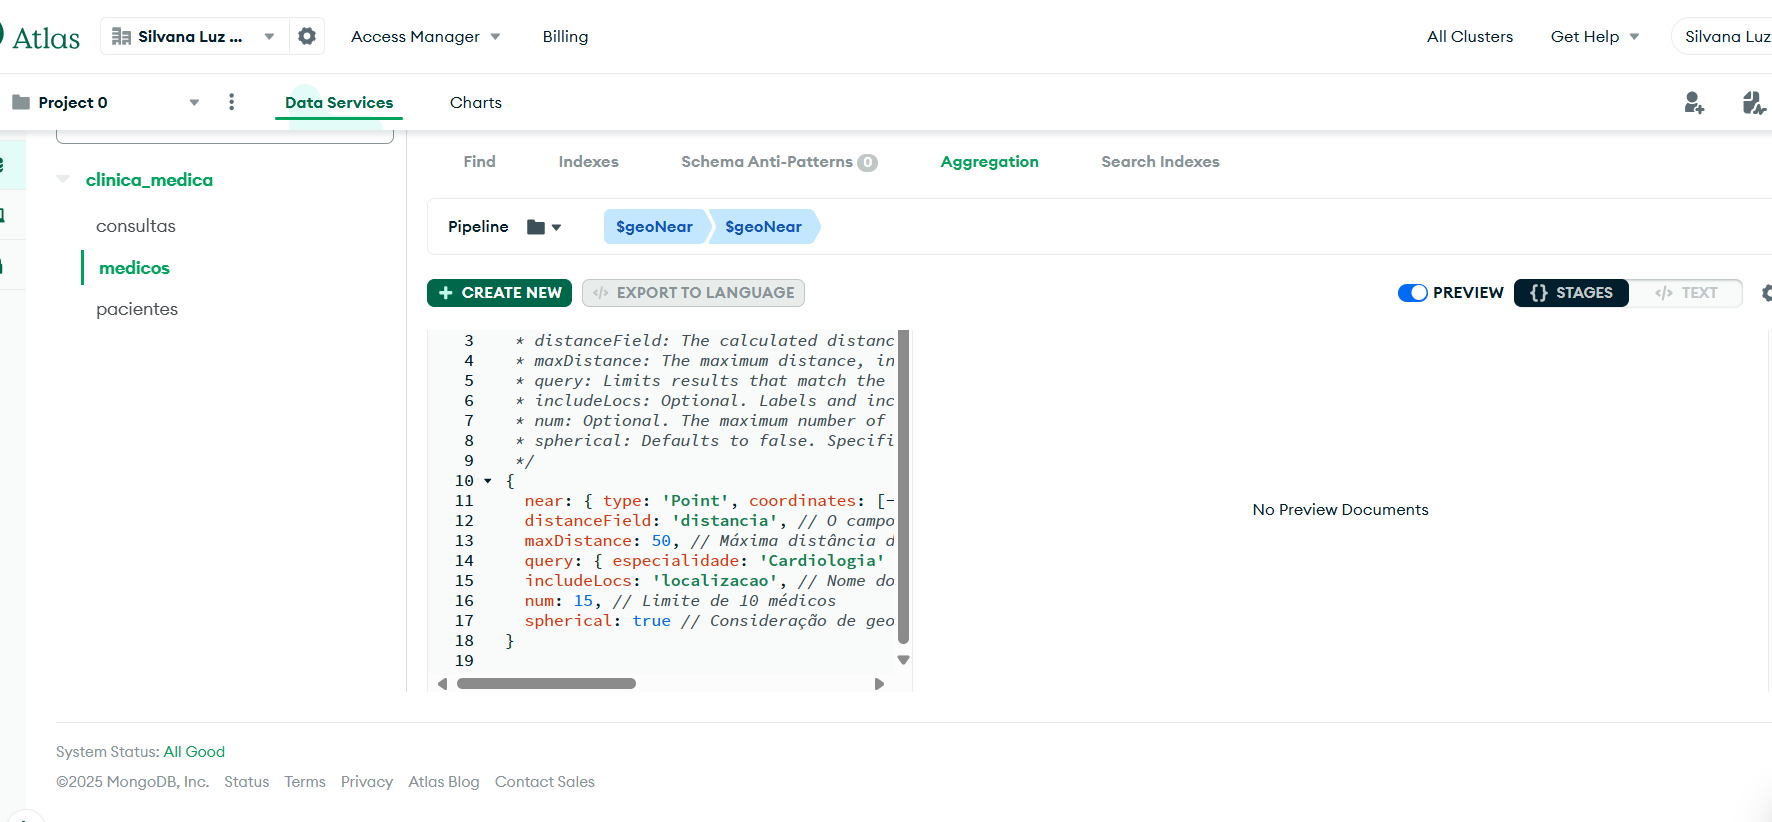 Atlas
Silvana Luz ...
Access Manager
Billing
All Clusters
Get Help
Silvana Luz
Project 0
Data Services
Charts
clinica_medica
consultas
medicos
pacientes
Find
Indexes
Schema Anti-Patterns 0
Aggregation
Search Indexes
Pipeline
$geoNear
$geoNear
+ CREATE NEW
</> EXPORT TO LANGUAGE
PREVIEW
{} STAGES
</> TEXT
3 * distanceField: The calculated distanc
4 * maxDistance: The maximum distance, in
5 * query: Limits results that match the
6 * includeLocs: Optional. Labels and inc
7 * num: Optional. The maximum number of
8 * spherical: Defaults to false. Specifi
9 */
10 {
11 near: { type: 'Point', coordinates: [-
12 distanceField: 'distancia', // O campo
13 maxDistance: 50, // Máxima distância d
14 query: { especialidade: 'Cardiologia'
15 includeLocs: 'localizacao', // Nome do
16 num: 15, // Limite de 10 médicos
17 spherical: true // Consideração de geo
18 }
19
No Preview Documents
System Status: All Good
©2025 MongoDB, Inc. Status Terms Privacy Atlas Blog Contact Sales